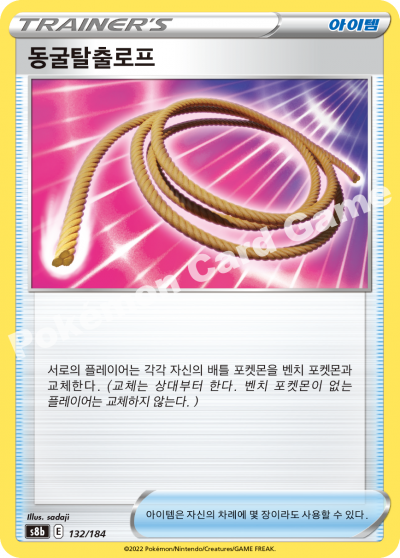 TRAINER'S 아이템
동굴탈출로프
Pokémon Card Game
서로의 플레이어는 각각 자신의 배틀 포켓몬을 벤치 포켓몬과
교체한다. (교체는 상대부터 한다. 벤치 포켓몬이 없는
플레이어는 교체하지 않는다. )
Illus. sadaji
s8b E 132/184
아이템은 자신의 차례에 몇 장이라도 사용할 수 있다.
©2022 Pokémon/Nintendo/Creatures/GAME FREAK.